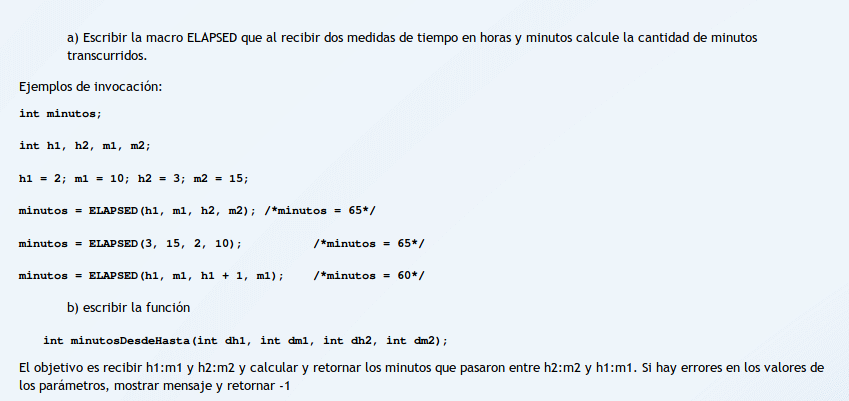 a) Escribir la macro ELAPSED que al recibir dos medidas de tiempo en horas y minutos calcule la cantidad de minutos
transcurridos.
Ejemplos de invocación:
int minutos;
int h1, h2, m1, m2;
h1 = 2; m1 = 10; h2 = 3; m2 = 15;
minutos = ELAPSED(h1, m1, h2, m2); /*minutos = 65*/
minutos = ELAPSED(3, 15, 2, 10); /*minutos = 65*/
minutos = ELAPSED(h1, m1, h1 + 1, m1); /*minutos = 60*/
b) escribir la función
int minutosDesdeHasta(int dh1, int dm1, int dh2, int dm2);
El objetivo es recibir h1:m1 y h2:m2 y calcular y retornar los minutos que pasaron entre h2:m2 y h1:m1. Si hay errores en los valores de
los parámetros, mostrar mensaje y retornar -1